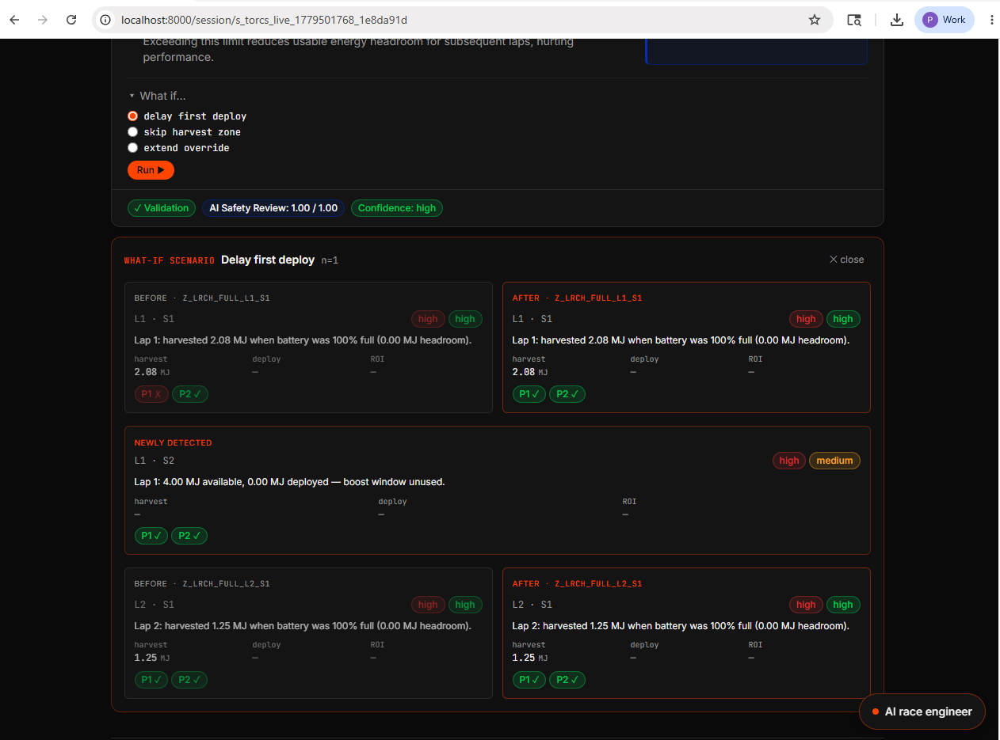 localhost:8000/session/s_torcs_live_1779501768_1e8da91d
P
Work
Exceeding this limit reduces usable energy headroom for subsequent laps, hurting
performance.
▾ What if...
delay first deploy
skip harvest zone
extend override
Run ▶
✓ Validation
AI Safety Review: 1.00 / 1.00
Confidence: high
WHAT-IF SCENARIO Delay first deploy n=1
✕ close
BEFORE · Z_LRCH_FULL_L1_S1
L1 · S1
high
high
Lap 1: harvested 2.08 MJ when battery was 100% full (0.00 MJ headroom).
harvest deploy ROI
2.08 MJ — —
P1 ✗ P2 ✓
AFTER · Z_LRCH_FULL_L1_S1
L1 · S1
high
high
Lap 1: harvested 2.08 MJ when battery was 100% full (0.00 MJ headroom).
harvest deploy ROI
2.08 MJ — —
P1 ✓ P2 ✓
NEWLY DETECTED
L1 · S2
high
medium
Lap 1: 4.00 MJ available, 0.00 MJ deployed — boost window unused.
harvest deploy ROI
— — —
P1 ✓ P2 ✓
BEFORE · Z_LRCH_FULL_L2_S1
L2 · S1
high
high
Lap 2: harvested 1.25 MJ when battery was 100% full (0.00 MJ headroom).
harvest deploy ROI
1.25 MJ — —
P1 ✓ P2 ✓
AFTER · Z_LRCH_FULL_L2_S1
L2 · S1
high
high
Lap 2: harvested 1.25 MJ when battery was 100% full (0.00 MJ headroom).
harvest deploy ROI
1.25 MJ — —
P1 ✓ P2 ✓
AI race engineer